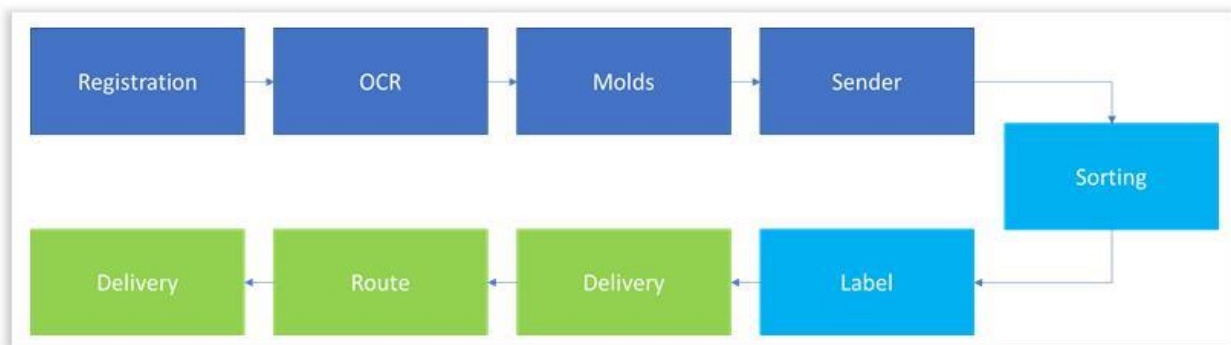 Registration
OCR
Molds
Sender
Sorting
Label
Delivery
Route
Delivery